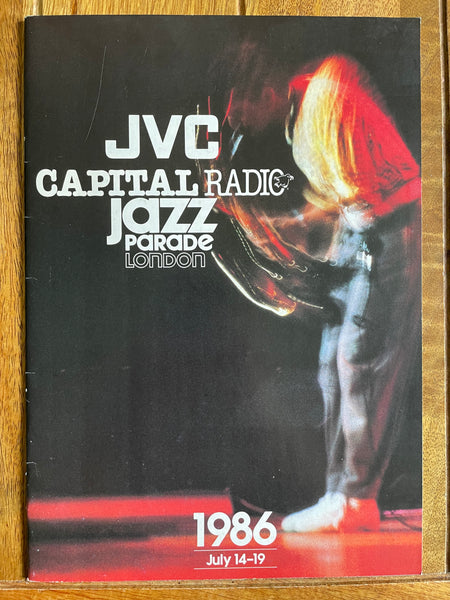 JVC
CAPITAL RADIO
Jazz
PARADE
LONDON
1986
July 14-19